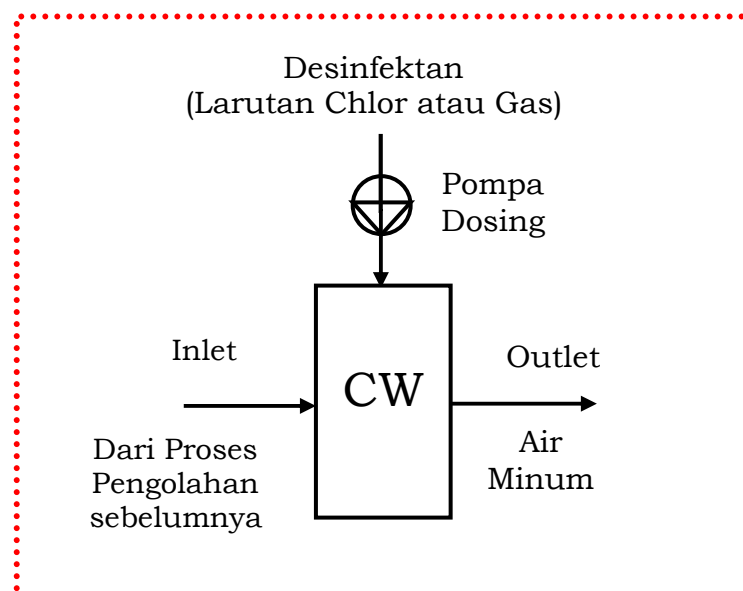 Desinfektan
(Larutan Chlor atau Gas)
Pompa
Dosing
Inlet
Outlet
CW
Dari Proses
Pengolahan
sebelumnya
Air
Minum